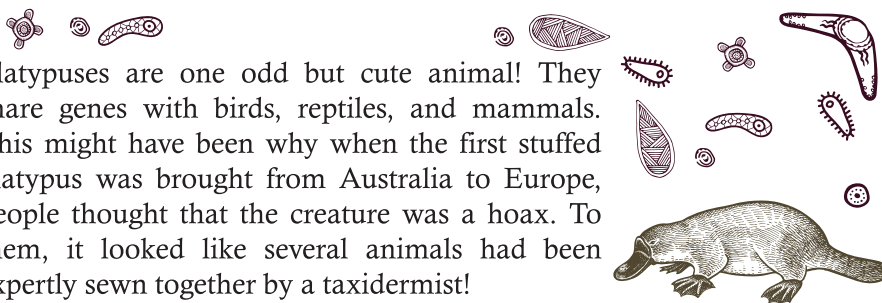 latypuses are one odd but cute animal! They
hare genes with birds, reptiles, and mammals.
his might have been why when the first stuffed
latypus was brought from Australia to Europe,
eople thought that the creature was a hoax. To
hem, it looked like several animals had been
xpertly sewn together by a taxidermist!